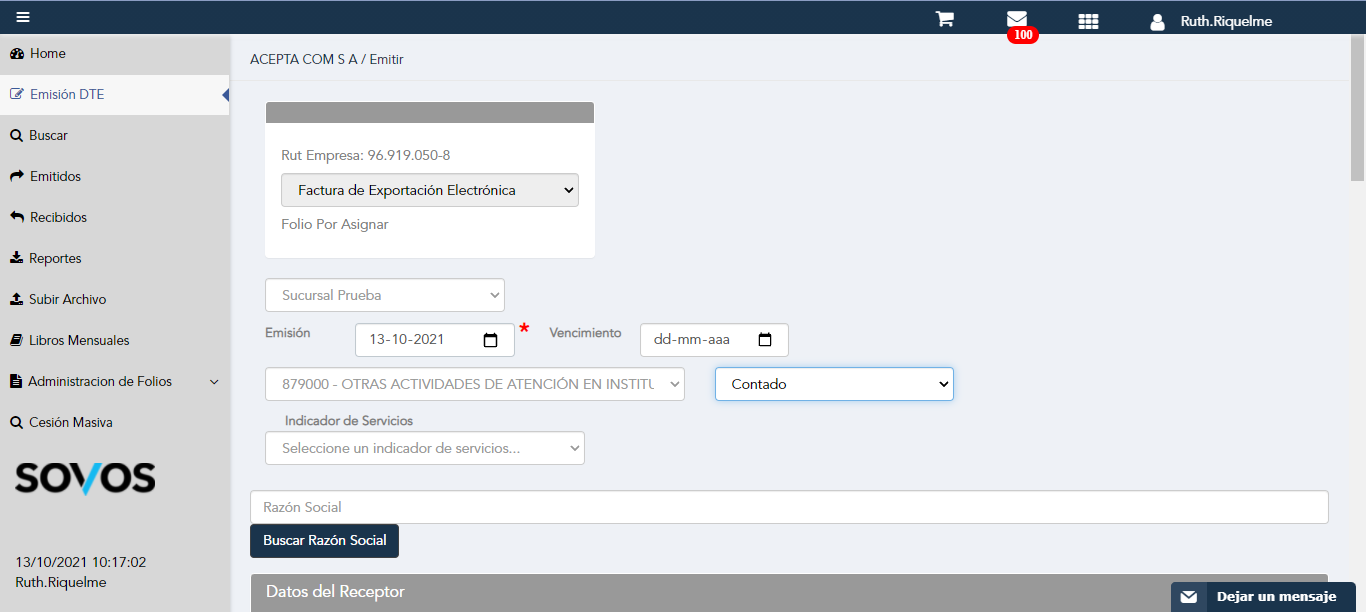 Ruth.Riquelme
100
Home
Emisión DTE
Buscar
Emitidos
Recibidos
Reportes
Subir Archivo
Libros Mensuales
Administracion de Folios
Cesión Masiva
SOVOS
13/10/2021 10:17:02
Ruth.Riquelme
ACEPTA COM S A / Emitir
Rut Empresa: 96.919.050-8
Factura de Exportación Electrónica
Folio Por Asignar
Sucursal Prueba
Emisión 13-10-2021 * Vencimiento dd-mm-aaa
879000 - OTRAS ACTIVIDADES DE ATENCIÓN EN INSTITU Contado
Indicador de Servicios
Seleccione un indicador de servicios...
Razón Social
Buscar Razón Social
Datos del Receptor
Dejar un mensaje